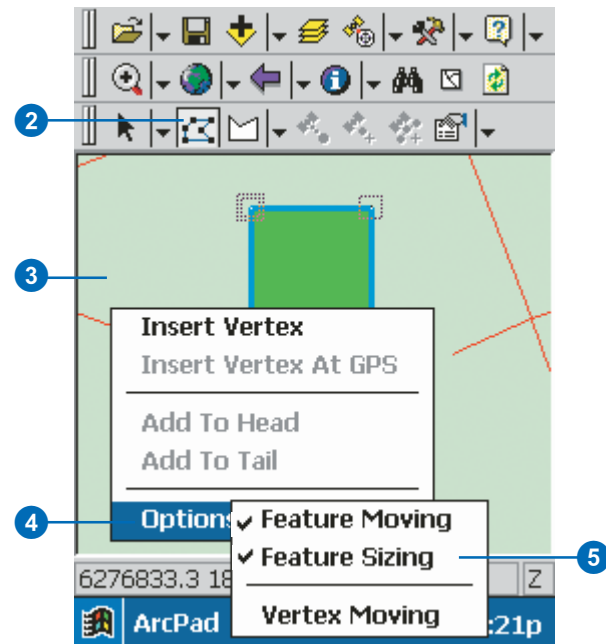 2
3
Insert Vertex
Insert Vertex At GPS
Add To Head
Add To Tail
4
Option
Feature Moving
Feature Sizing
5
Vertex Moving
6276833.3 18
Z
ArcPad
:21p